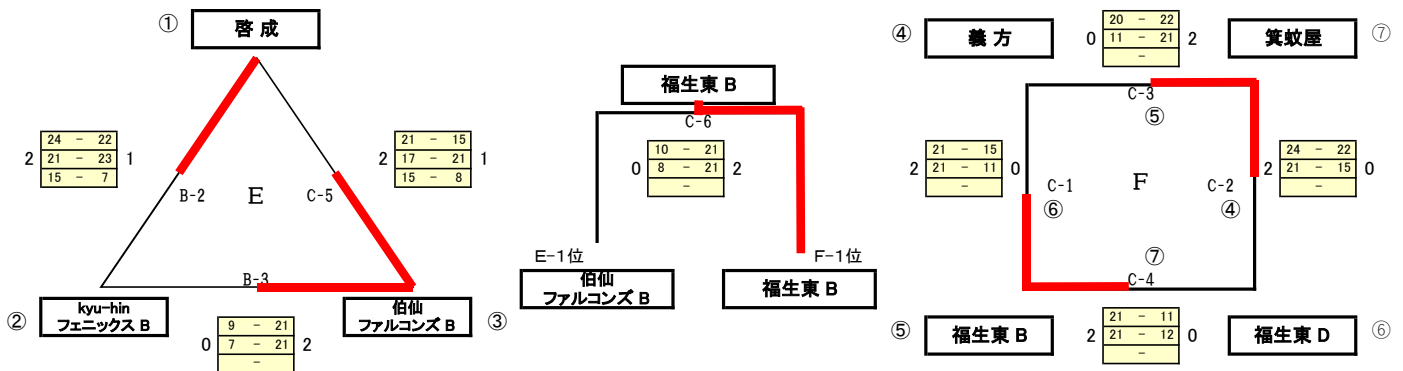 ① 啓 成
24 - 22
2 21 - 23 1
15 - 7
21 - 15
2 17 - 21 1
15 - 8
B-2 E C-5
B-3
② kyu-hin
フェニックス B
伯仙
ファルコンズ B ③
9 - 21
0 7 - 21 2
-
福生東 B
C-6
10 - 21
0 8 - 21 2
-
E-1位 F-1位
伯仙
ファルコンズ B
福生東 B
④ 義 方
20 - 22
0 11 - 21 2
-
箕蚊屋 ⑦
C-3
⑤
21 - 15
2 21 - 11 0
-
C-1 F C-2
⑥ ④
24 - 22
2 21 - 15 0
-
⑦
C-4
⑤ 福生東 B
21 - 11
2 21 - 12 0
-
福生東 D ⑥